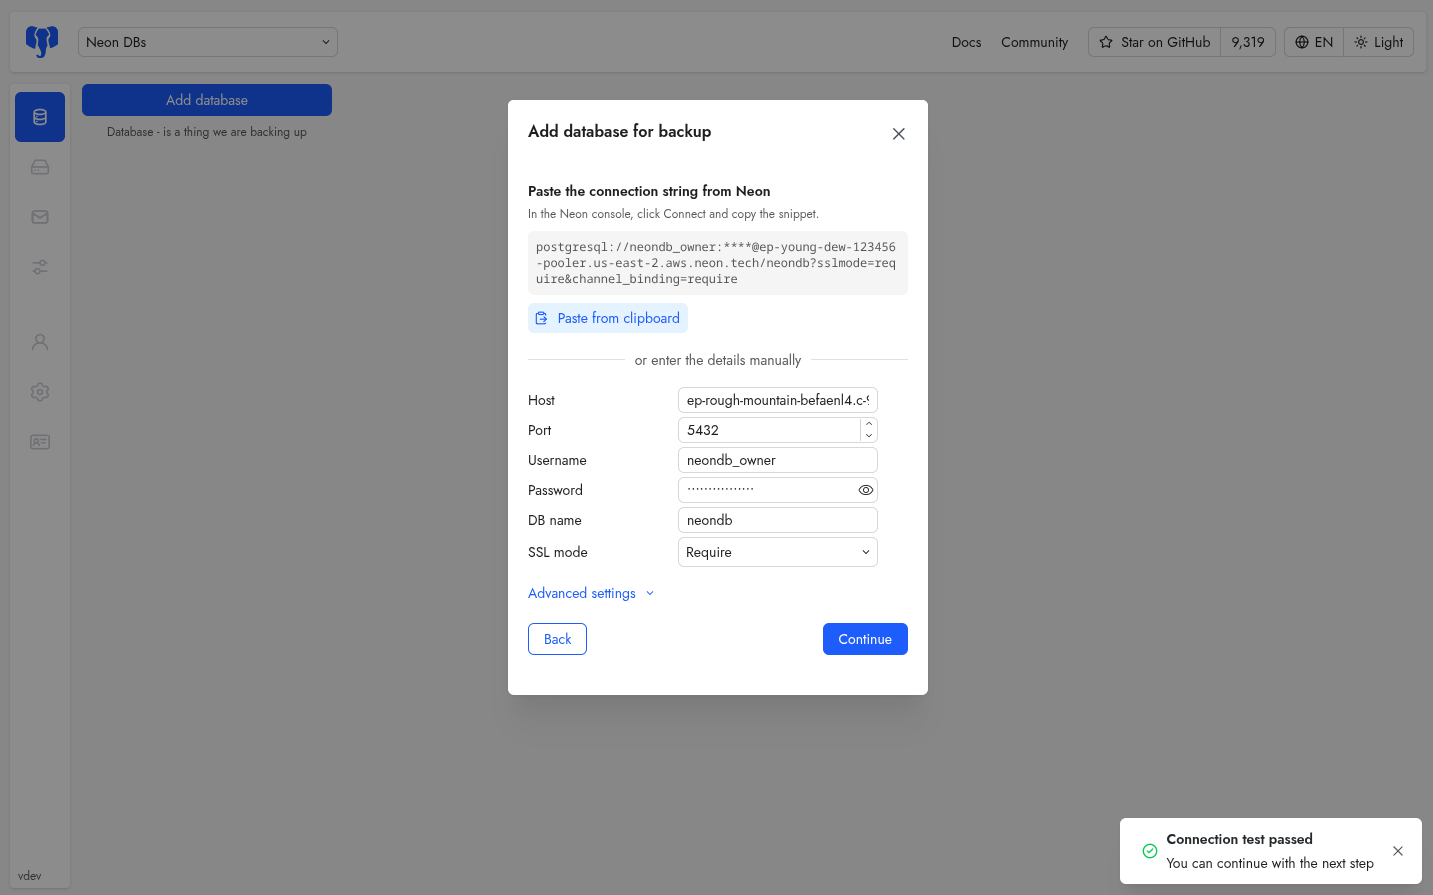 Neon DBs
Docs
Community
Star on GitHub
9,319
EN
Light
Add database
Database - is a thing we are backing up
Add database for backup
Paste the connection string from Neon
In the Neon console, click Connect and copy the snippet.
postgresql://neondb_owner:****@ep-young-dew-123456
-pooler.us-east-2.aws.neon.tech/neondb?sslmode=req
uire&channel_binding=require
Paste from clipboard
or enter the details manually
Host
ep-rough-mountain-befaenl4.c-9
Port
5432
Username
neondb_owner
Password
················
DB name
neondb
SSL mode
Require
Advanced settings
Back
Continue
Connection test passed
You can continue with the next step
vdev